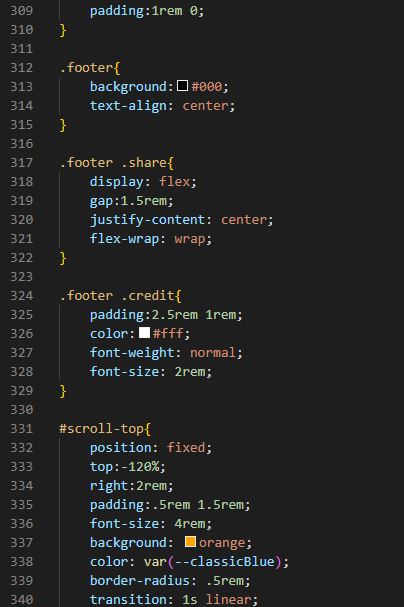 309 padding:1rem 0;
310 }
311
312 .footer{
313 background:#000;
314 text-align: center;
315 }
316
317 .footer .share{
318 display: flex;
319 gap:1.5rem;
320 justify-content: center;
321 flex-wrap: wrap;
322 }
323
324 .footer .credit{
325 padding:2.5rem 1rem;
326 color:#fff;
327 font-weight: normal;
328 font-size: 2rem;
329 }
330
331 #scroll-top{
332 position: fixed;
333 top:-120%;
334 right:2rem;
335 padding:.5rem 1.5rem;
336 font-size: 4rem;
337 background: orange;
338 color: var(--classicBlue);
339 border-radius: .5rem;
340 transition: 1s linear;